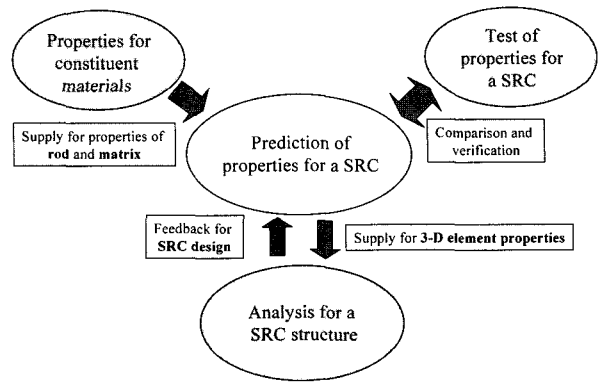 Properties for
constituent
materials
Test of
properties for
a SRC
Supply for properties of
rod and matrix
Comparison and
verification
Prediction of
properties for a SRC
Feedback for
SRC design
Supply for 3-D element properties
Analysis for a
SRC structure